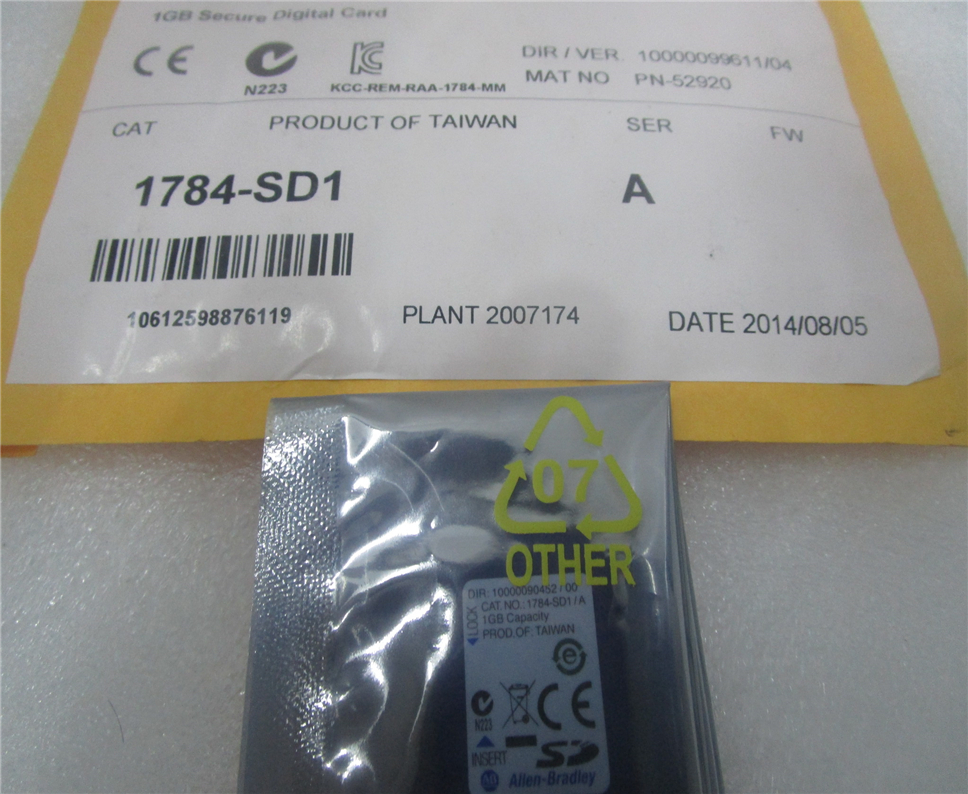 1GB Secure Digital Card
CE N223 KCC-REM-RAA-1784-MM
DIR / VER 10000099611/04
MAT NO PN-52920
CAT PRODUCT OF TAIWAN SER FW
1784-SD1 A
10612598876119 PLANT 2007174 DATE 2014/08/05
07
OTHER
DIR: 10000090452 / 00
CAT. NO.: 1784-SD1 / A
1GB Capacity
PROD. OF: TAIWAN
LOCK
e
N223 CE
INSERT SD
AB Allen-Bradley